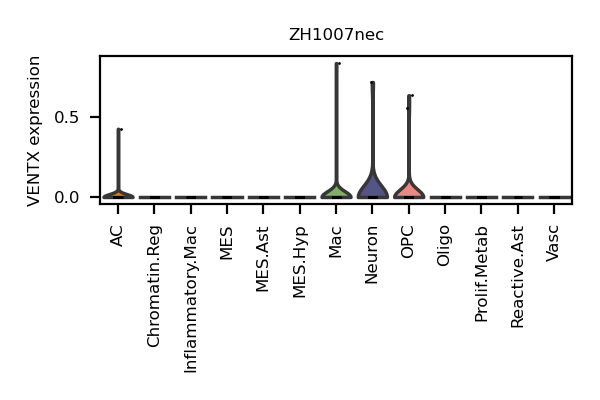 ZH1007nec
VENTX expression
0.5
0.0
AC
Chromatin.Reg
Inflammatory.Mac
MES
MES.Ast
MES.Hyp
Mac
Neuron
OPC
Oligo
Prolif.Metab
Reactive.Ast
Vasc